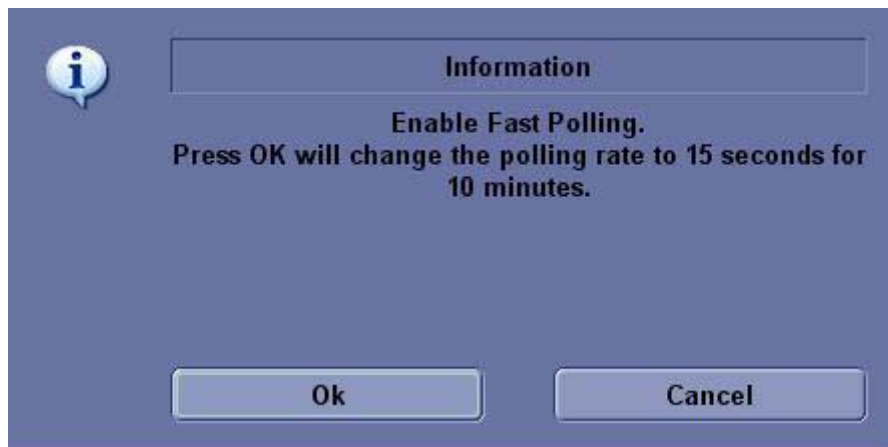 Information
Enable Fast Polling.
Press OK will change the polling rate to 15 seconds for
10 minutes.
Ok
Cancel